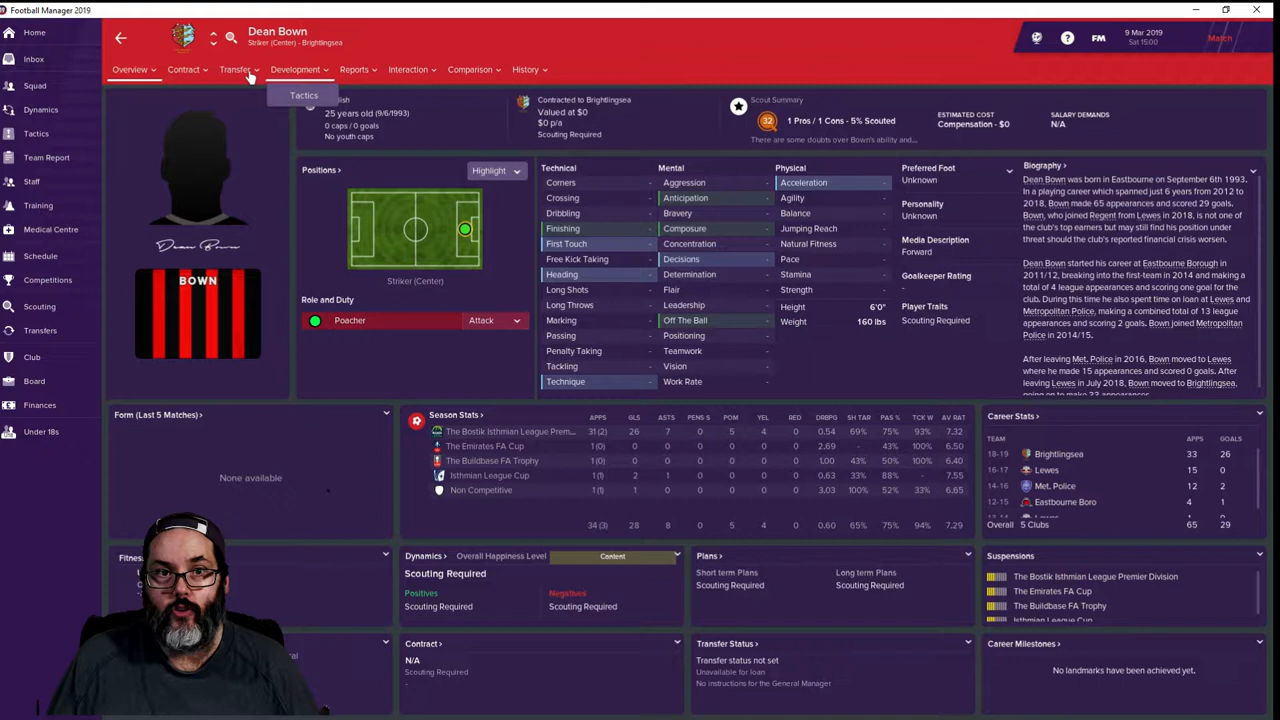 Football Manager 2019
Dean Bown
Striker (Center) - Brightlingsea
9 Mar 2019
Sat 15:00
FM
Match
Home
Inbox
Squad
Dynamics
Tactics
Team Report
Staff
Training
Medical Centre
Schedule
Competitions
Scouting
Transfers
Club
Board
Finances
Under 18s
Overview
Contract
Transfer
Development
Reports
Interaction
Comparison
History
Tactics
25 years old (9/6/1993)
0 caps / 0 goals
No youth caps
Contracted to Brightlingsea
Valued at $0
$0 p/a
Scouting Required
Scout Summary
32
1 Pros / 1 Cons - 5% Scouted
There are some doubts over Bown's ability and...
ESTIMATED COST
Compensation - $0
SALARY DEMANDS
N/A
BOWN
Positions
Highlight
Striker (Center)
Role and Duty
Poacher
Attack
Technical
Corners -
Crossing -
Dribbling -
Finishing -
First Touch -
Free Kick Taking -
Heading -
Long Shots -
Long Throws -
Marking -
Passing -
Penalty Taking -
Tackling -
Technique -
Mental
Aggression -
Anticipation -
Bravery -
Composure -
Concentration -
Decisions -
Determination -
Flair -
Leadership -
Off The Ball -
Positioning -
Teamwork -
Vision -
Work Rate -
Physical
Acceleration -
Agility -
Balance -
Jumping Reach -
Natural Fitness -
Pace -
Stamina -
Strength -
Height 6'0"
Weight 160 lbs
Preferred Foot
Unknown
Personality
Unknown
Media Description
Forward
Goalkeeper Rating
-
Player Traits
Scouting Required
Biography
Dean Bown was born in Eastbourne on September 6th 1993.
In a playing career which spanned just 6 years from 2012 to
2018, Bown made 65 appearances and scored 29 goals.
Bown, who joined Regent from Lewes in 2018, is not one of
the club's top earners but may still find his position under
threat should the club's reported financial crisis worsen.
Dean Bown started his career at Eastbourne Borough in
2011/12, breaking into the first-team in 2014 and making a
total of 4 league appearances and scoring one goal for the
club. During this time he also spent time on loan at Lewes and
Metropolitan Police, making a combined total of 13 league
appearances and scoring 2 goals. Bown joined Metropolitan
Police in 2014/15.
After leaving Met. Police in 2016, Bown moved to Lewes
where he made 15 appearances and scored 0 goals. After
leaving Lewes in July 2018, Bown moved to Brightlingsea,
going on to make 33 appearances
Form (Last 5 Matches)
None available
Season Stats APPS GLS ASTS PENS S POM YEL RED DRBPG SH TAR PAS % TCK W AV RAT
The Bostik Isthmian League Prem... 31 (2) 26 7 0 5 4 0 0.54 69% 75% 93% 7.32
The Emirates FA Cup 1 (0) 0 0 0 0 0 0 2.69 - 43% 100% 6.50
The Buildbase FA Trophy 1 (0) 0 0 0 0 0 0 1.00 43% 50% 100% 6.40
Isthmian League Cup 1 (0) 2 1 0 0 0 0 0.63 33% 88% - 7.55
Non Competitive 1 (1) 1 0 0 0 0 0 3.03 100% 52% 33% 6.65
34 (3) 28 8 0 5 4 0 0.60 65% 75% 94% 7.29
Career Stats
TEAM APPS GOALS
18-19 Brightlingsea 33 26
16-17 Lewes 15 0
14-16 Met. Police 12 2
12-15 Eastbourne Boro 4 1
Overall 5 Clubs 65 29
Dynamics
Overall Happiness Level
Content
Scouting Required
Positives
Scouting Required
Negatives
Scouting Required
Plans
Short term Plans
Scouting Required
Long term Plans
Scouting Required
Suspensions
The Bostik Isthmian League Premier Division
The Emirates FA Cup
The Buildbase FA Trophy
Isthmian League Cup
Contract
N/A
Scouting Required
-
Transfer Status
Transfer status not set
Unavailable for loan
No instructions for the General Manager
Career Milestones
No landmarks have been achieved yet.